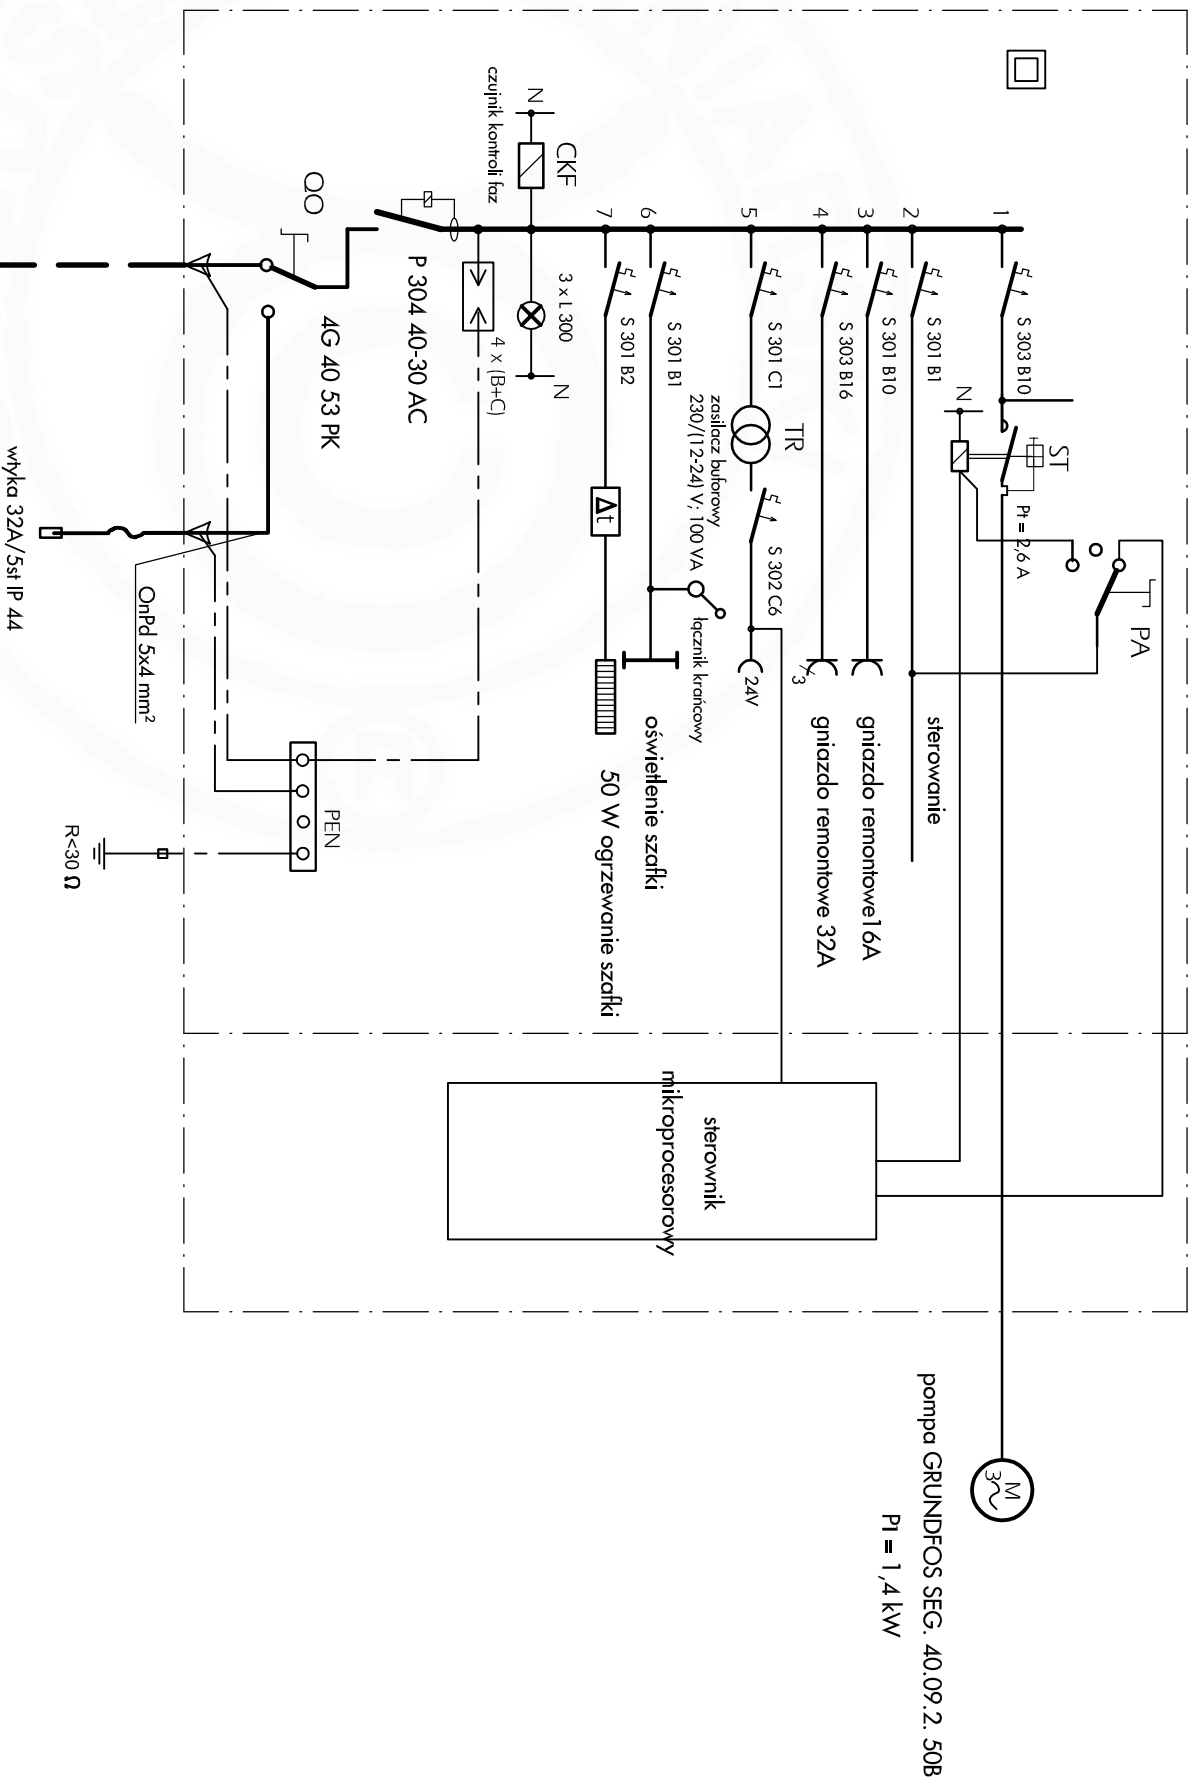 pompa GRUNDFOS SEG. 40.09.2. 50B
P1 = 1,4 kW
M
3
PA
ST
Pt = 2,6 A
N
1
S 303 B10
2
S 301 B1
sterowanie
3
S 301 B10
gniazdo remontowe16A
4
S 303 B16
3
gniazdo remontowe 32A
5
S 301 C1
TR
zasilacz buforowy
230/(12-24) V; 100 VA
S 302 C6
24V
6
S 301 B1
łącznik krańcowy
oświetlenie szafki
7
S 301 B2
Δt
50 W ogrzewanie szafki
sterownik
mikroprocesorowy
CKF
N
czujnik kontroli faz
3 x L 300
N
4 x (B+C)
P 304 40-30 AC
QO
4G 40 53 PK
PEN
OnPd 5x4 mm²
R<30 Ω
wtyka 32A/5st IP 44